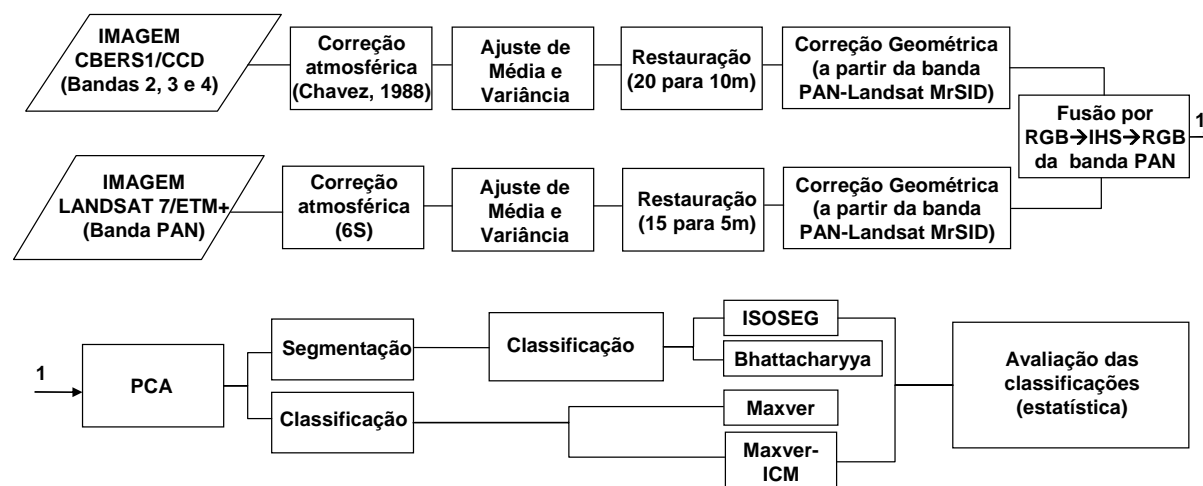 IMAGEM
CBERS1/CCD
(Bandas 2, 3 e 4)
Correção
atmosférica
(Chavez, 1988)
Ajuste de
Média e
Variância
Restauração
(20 para 10m)
Correção Geométrica
(a partir da banda
PAN-Landsat MrSID)
Fusão por
RGB→IHS→RGB
da banda PAN
1
IMAGEM
LANDSAT 7/ETM+
(Banda PAN)
Correção
atmosférica
(6S)
Ajuste de
Média e
Variância
Restauração
(15 para 5m)
Correção Geométrica
(a partir da banda
PAN-Landsat MrSID)
1
PCA
Segmentação
Classificação
ISOSEG
Bhattacharyya
Classificação
Maxver
Maxver-
ICM
Avaliação das
classificações
(estatística)